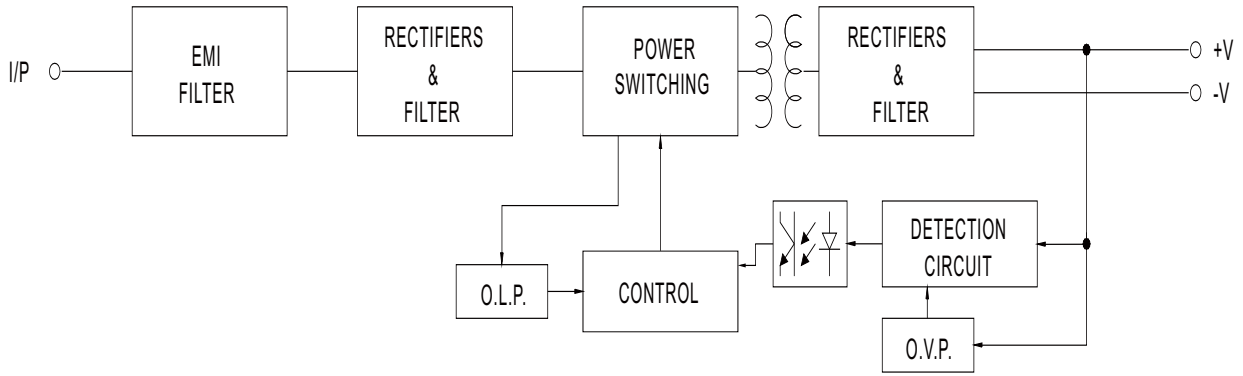 I/P
EMI
FILTER
RECTIFIERS
&
FILTER
POWER
SWITCHING
RECTIFIERS
&
FILTER
+V
-V
O.L.P.
CONTROL
DETECTION
CIRCUIT
O.V.P.